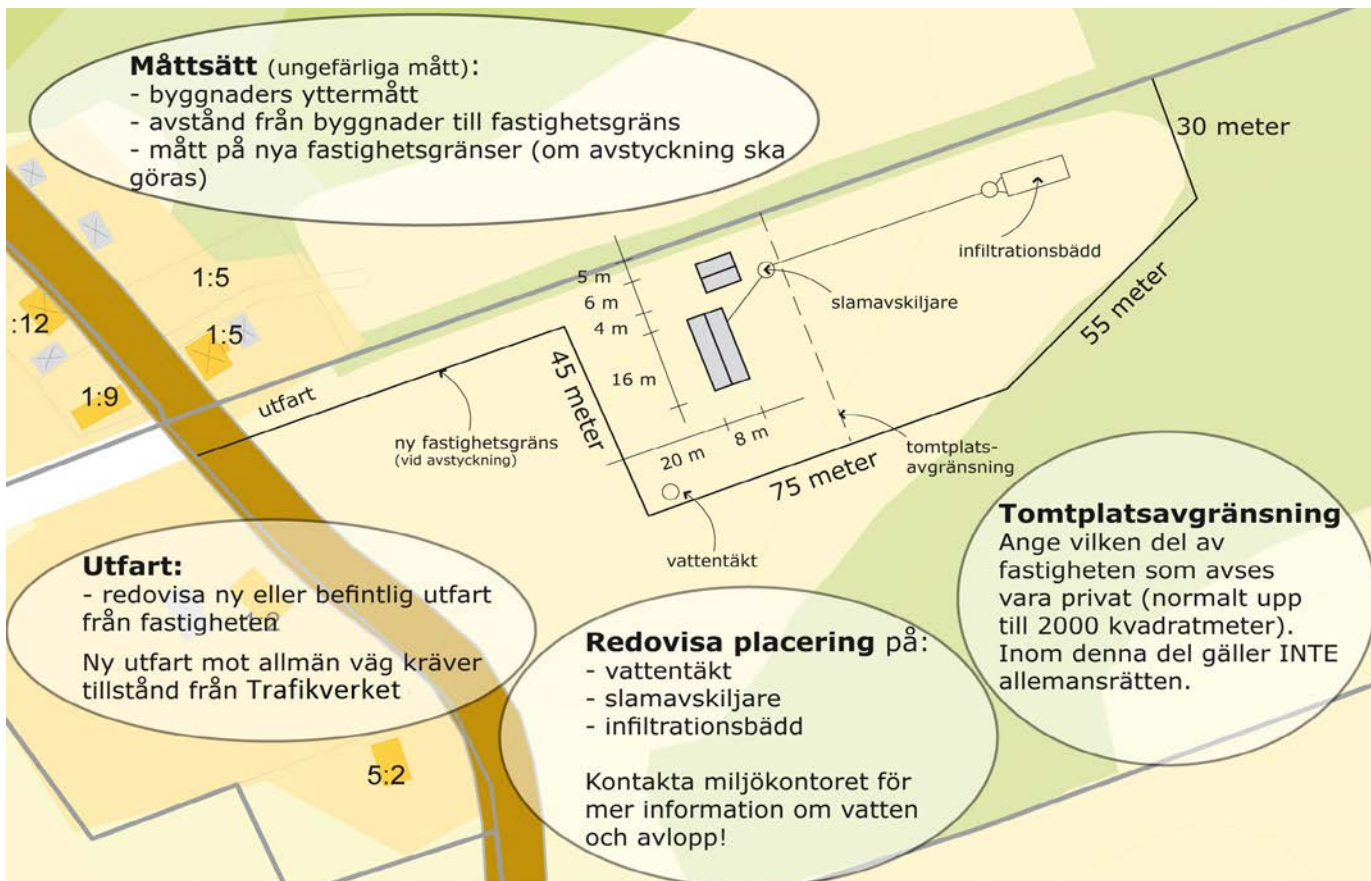 Måttsätt (ungefärliga mått):
- byggnaders yttermått
- avstånd från byggnader till fastighetsgräns
- mått på nya fastighetsgränser (om avstyckning ska
göras)
30 meter
infiltrationsbädd
1:5
5 m
6 m
slamavskiljare
:12
1:5
4 m
55 meter
45 meter
16 m
1:9
utfart
ny fastighetsgräns
(vid avstyckning)
20 m
8 m
tomtplats-
avgränsning
75 meter
vattentäkt
Tomtplatsavgränsning
Ange vilken del av
fastigheten som avses
vara privat (normalt upp
till 2000 kvadratmeter).
Inom denna del gäller INTE
allemansrätten.
Utfart:
- redovisa ny eller befintlig utfart
från fastigheten
Ny utfart mot allmän väg kräver
tillstånd från Trafikverket
Redovisa placering på:
- vattentäkt
- slamavskiljare
- infiltrationsbädd
Kontakta miljökontoret för
mer information om vatten
och avlopp!
5:2